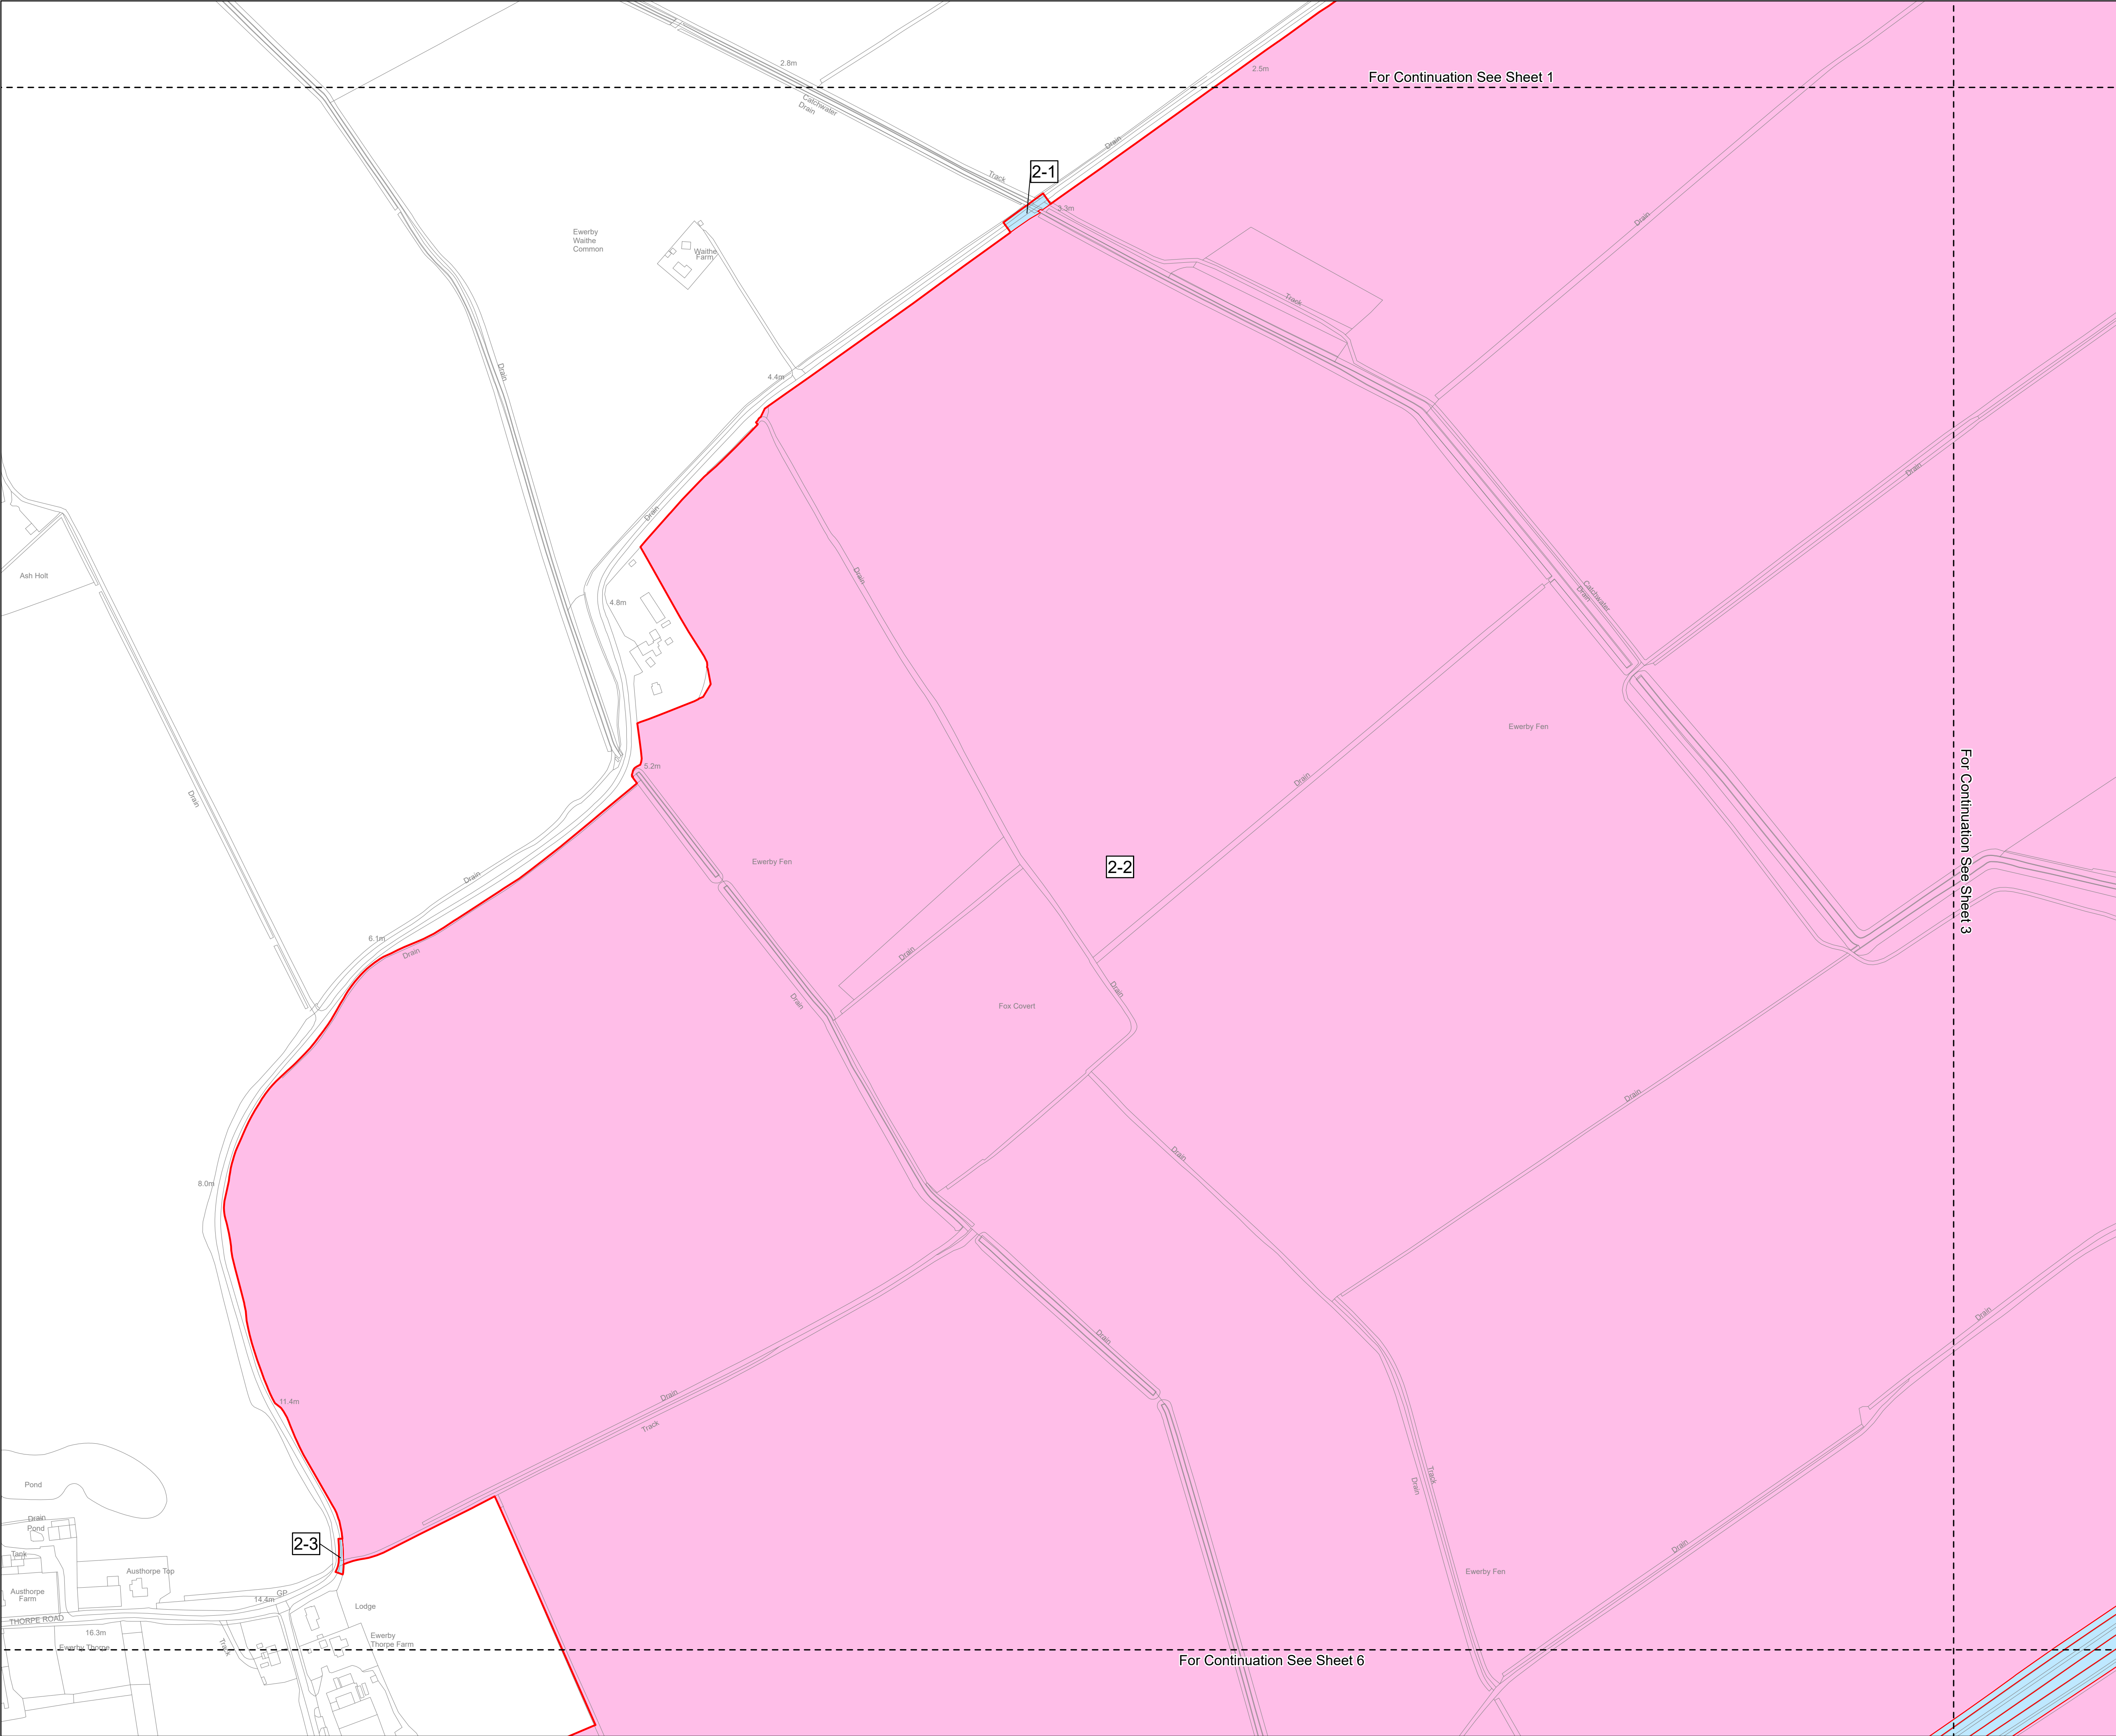 2.8m
2.5m
For Continuation See Sheet 1
Catchwater
Drain
Drain
Track
2-1
3.3m
Drain
Ewerby
Waithe
Common
Waithe
Farm
Track
Drain
4.4m
Drain
Drain
Drain
Ash Holt
4.8m
Catchwater
Drain
Ewerby Fen
5.2m
Drain
Drain
For Continuation See Sheet 3
Ewerby Fen
2-2
Drain
6.1m
Drain
Drain
Drain
Drain
Fox Covert
Drain
Drain
8.0m
Drain
Drain
Drain
11.4m
Track
Track
Drain
Pond
Drain
Pond
2-3
Drain
Tank
Austhorpe Top
Ewerby Fen
Austhorpe
Farm
GP
14.4m
Lodge
THORPE ROAD
16.3m
Ewerby
Thorpe Farm
Track
Ewerby Thorpe
For Continuation See Sheet 6